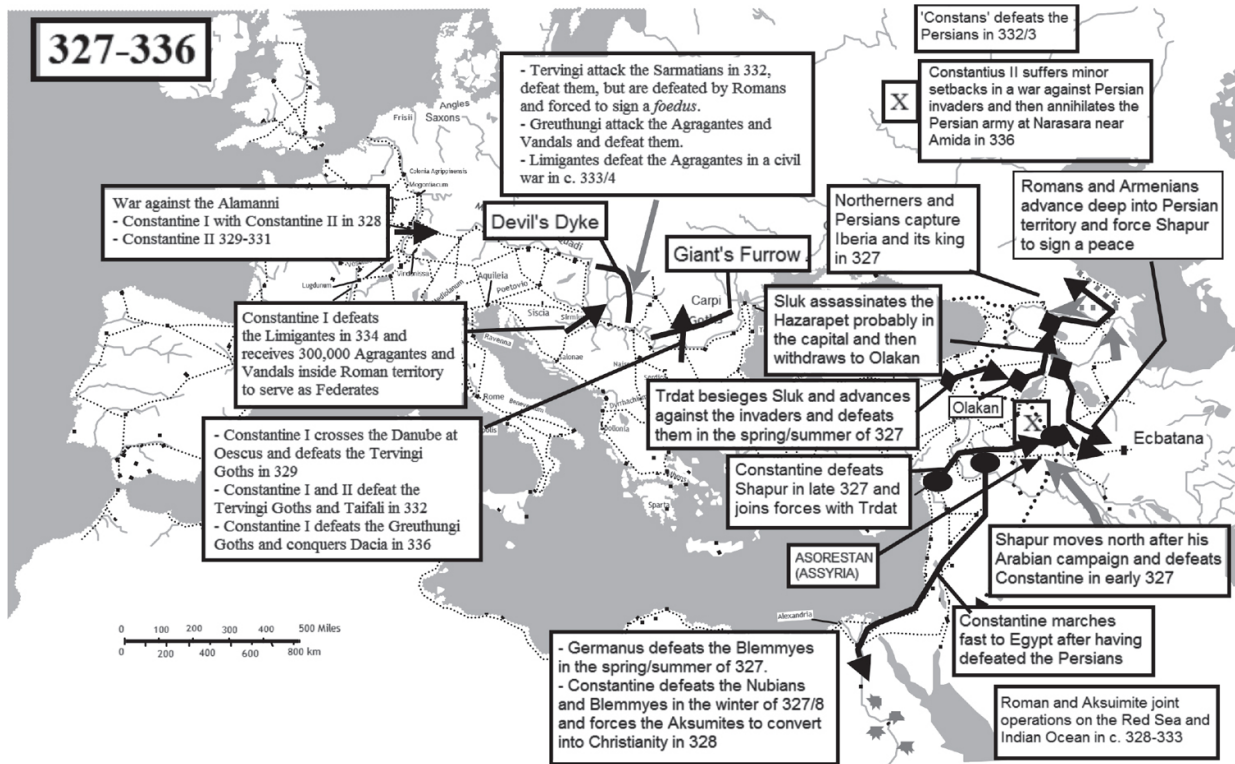 327-336
'Constans' defeats the
Persians in 332/3
X
Constantius II suffers minor
setbacks in a war against Persian
invaders and then annihilates the
Persian army at Narasara near
Amida in 336
- Tervingi attack the Sarmatians in 332,
defeat them, but are defeated by Romans
and forced to sign a foedus.
- Greuthungi attack the Agragantes and
Vandals and defeat them.
- Limigantes defeat the Agragantes in a civil
war in c. 333/4
Angles
Saxons
Frisii
Colonia Agrippinensis
Mogontiacum
War against the Alamanni
- Constantine I with Constantine II in 328
- Constantine II 329-331
Devil's Dyke
Giant's Furrow
Northerners and
Persians capture
Iberia and its king
in 327
Romans and Armenians
advance deep into Persian
territory and force Shapur
to sign a peace
Lugdunum
Vindonissa
Mediolanum
Aquileia
Poetovio
Siscia
Carpi
Goths
Constantine I defeats
the Limigantes in 334 and
receives 300,000 Agragantes and
Vandals inside Roman territory
to serve as Federates
Sluk assassinates the
Hazarapet probably in
the capital and then
withdraws to Olakan
Ravenna
Salonae
Rome
Dyrrhachium
Sparta
Trdat besieges Sluk and advances
against the invaders and defeats
them in the spring/summer of 327
Olakan
X
Ecbatana
- Constantine I crosses the Danube at
Oescus and defeats the Tervingi
Goths in 329
- Constantine I and II defeat the
Tervingi Goths and Taifali in 332
- Constantine I defeats the Greuthungi
Goths and conquers Dacia in 336
Constantine defeats
Shapur in late 327 and
joins forces with Trdat
ASORESTAN
(ASSYRIA)
Shapur moves north after his
Arabian campaign and defeats
Constantine in early 327
Alexandria
Constantine marches
fast to Egypt after having
defeated the Persians
0 100 200 300 400 500 Miles
0 200 400 600 800 km
- Germanus defeats the Blemmyes
in the spring/summer of 327.
- Constantine defeats the Nubians
and Blemmyes in the winter of 327/8
and forces the Aksumites to convert
into Christianity in 328
Roman and Aksuimite joint
operations on the Red Sea and
Indian Ocean in c. 328-333